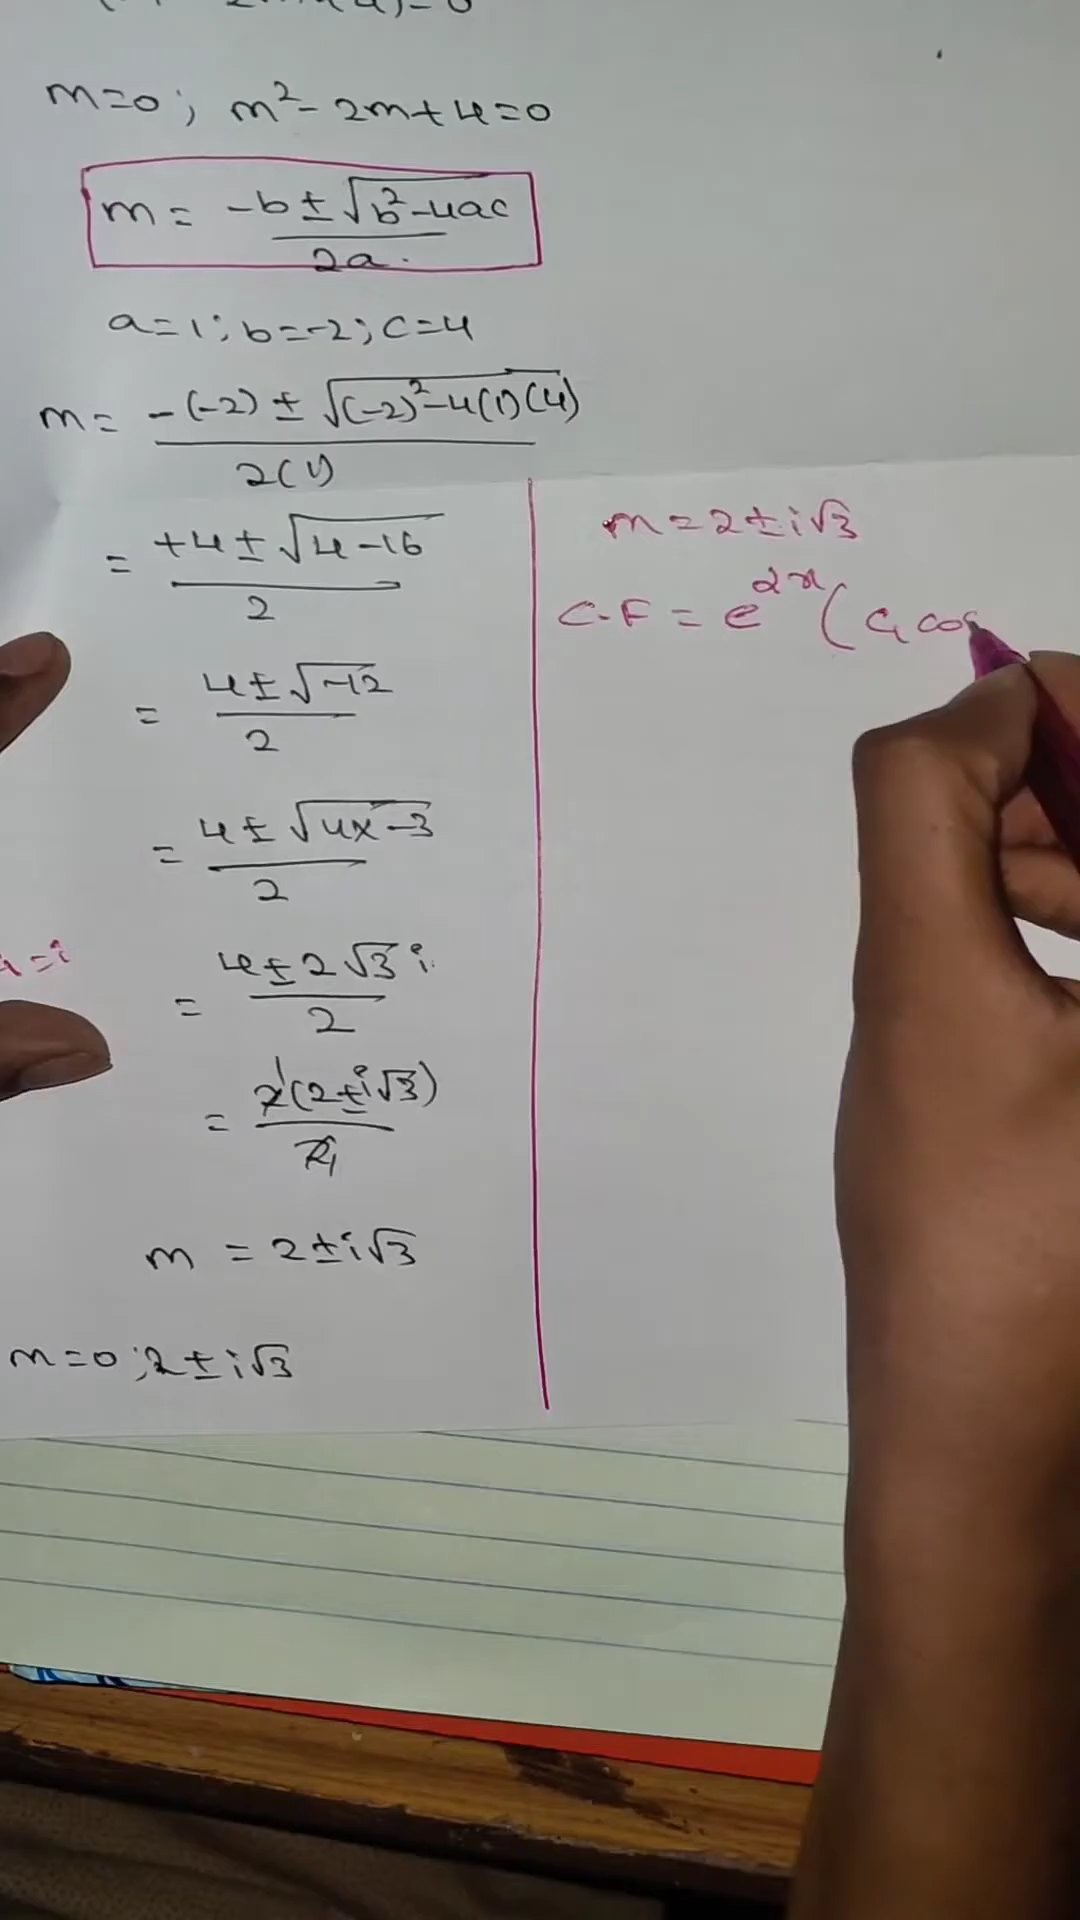 m=0; m²-2m+4=0
m = -b ± √b²-4ac / 2a.
a=1; b=-2; c=4
m = -(-2) ± √(-2)²-4(1)(4) / 2(1)
= +4 ± √4-16 / 2
= 4 ± √-12 / 2
= 4 ± √4x-3 / 2
=i
= 4 ± 2√3 i / 2
= 2 1 (2 ± i√3) / 2 1
m = 2 ± i√3
m=0; 2 ± i√3
m = 2 ± i√3
C.F = e^2x ( C₁ cos